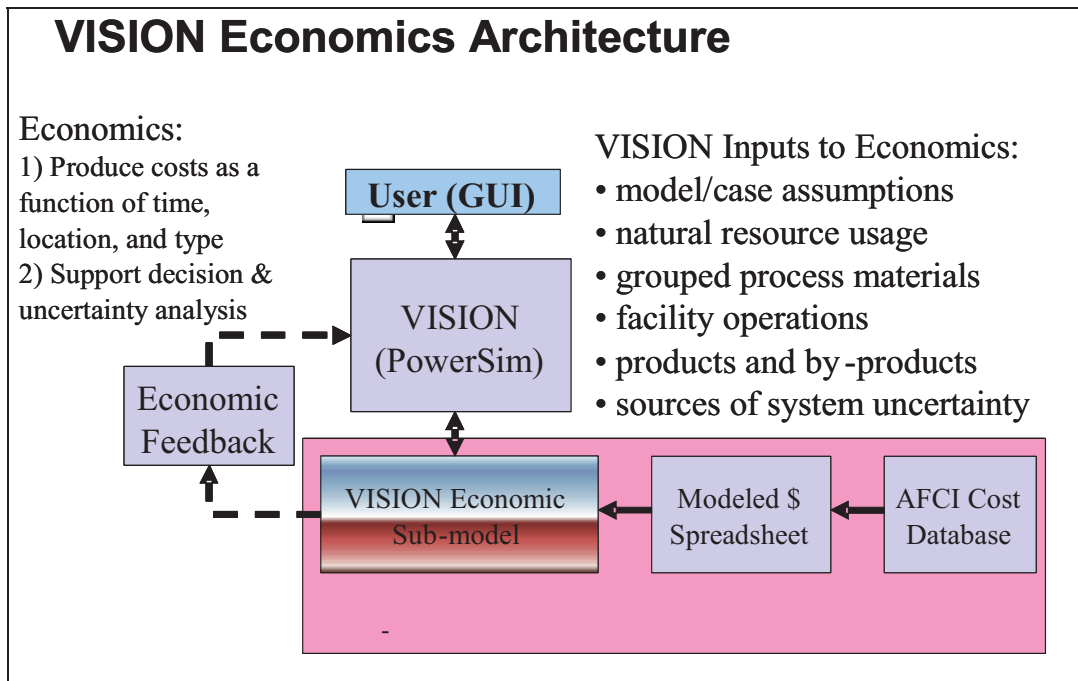 VISION Economics Architecture
Economics:
1) Produce costs as a
function of time,
location, and type
2) Support decision &
uncertainty analysis
User (GUI)
VISION
(PowerSim)
Economic
Feedback
VISION Inputs to Economics:
• model/case assumptions
• natural resource usage
• grouped process materials
• facility operations
• products and by-products
• sources of system uncertainty
VISION Economic
Sub-model
Modeled $
Spreadsheet
AFCI Cost
Database
-